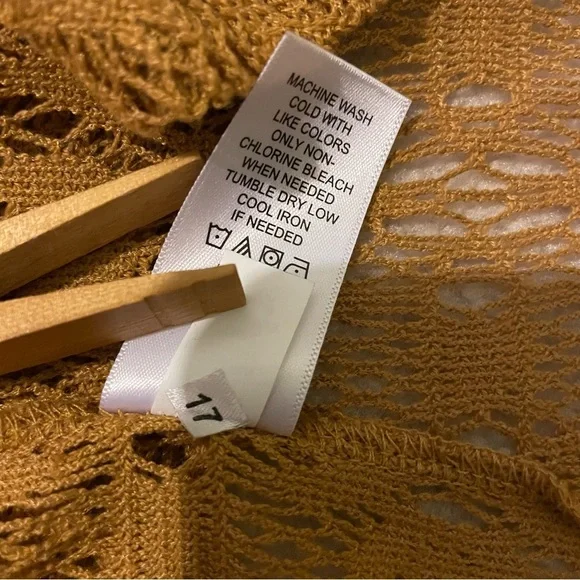 MACHINE WASH
COLD WITH
LIKE COLORS
ONLY NON-
CHLORINE BLEACH
WHEN NEEDED
TUMBLE DRY LOW
COOL IRON
IF NEEDED
17